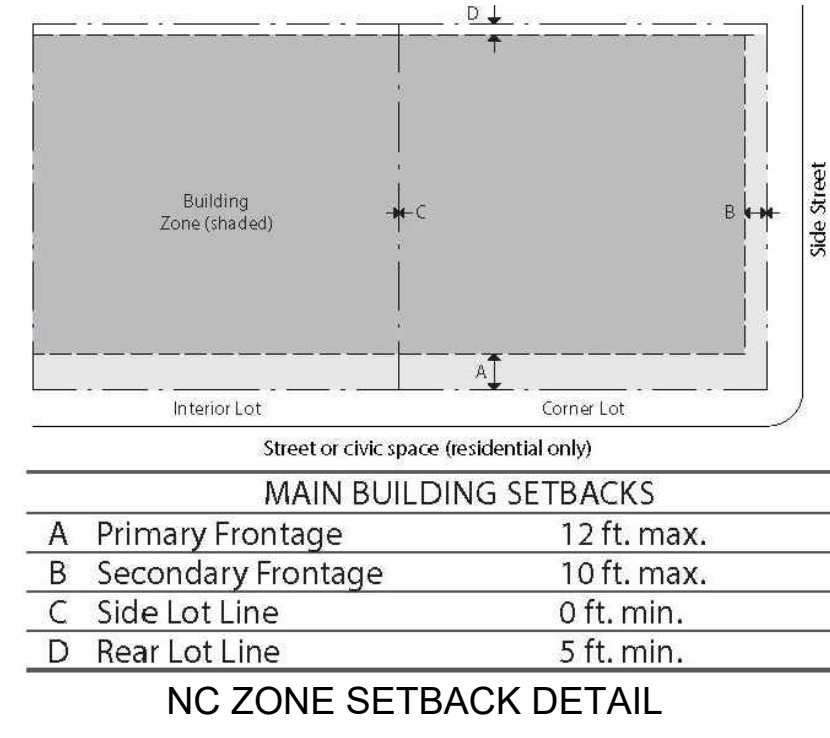 D
Building
Zone (shaded)
C
B
Side Street
A
Interior Lot
Corner Lot
Street or civic space (residential only)
MAIN BUILDING SETBACKS
A Primary Frontage 12 ft. max.
B Secondary Frontage 10 ft. max.
C Side Lot Line 0 ft. min.
D Rear Lot Line 5 ft. min.
NC ZONE SETBACK DETAIL